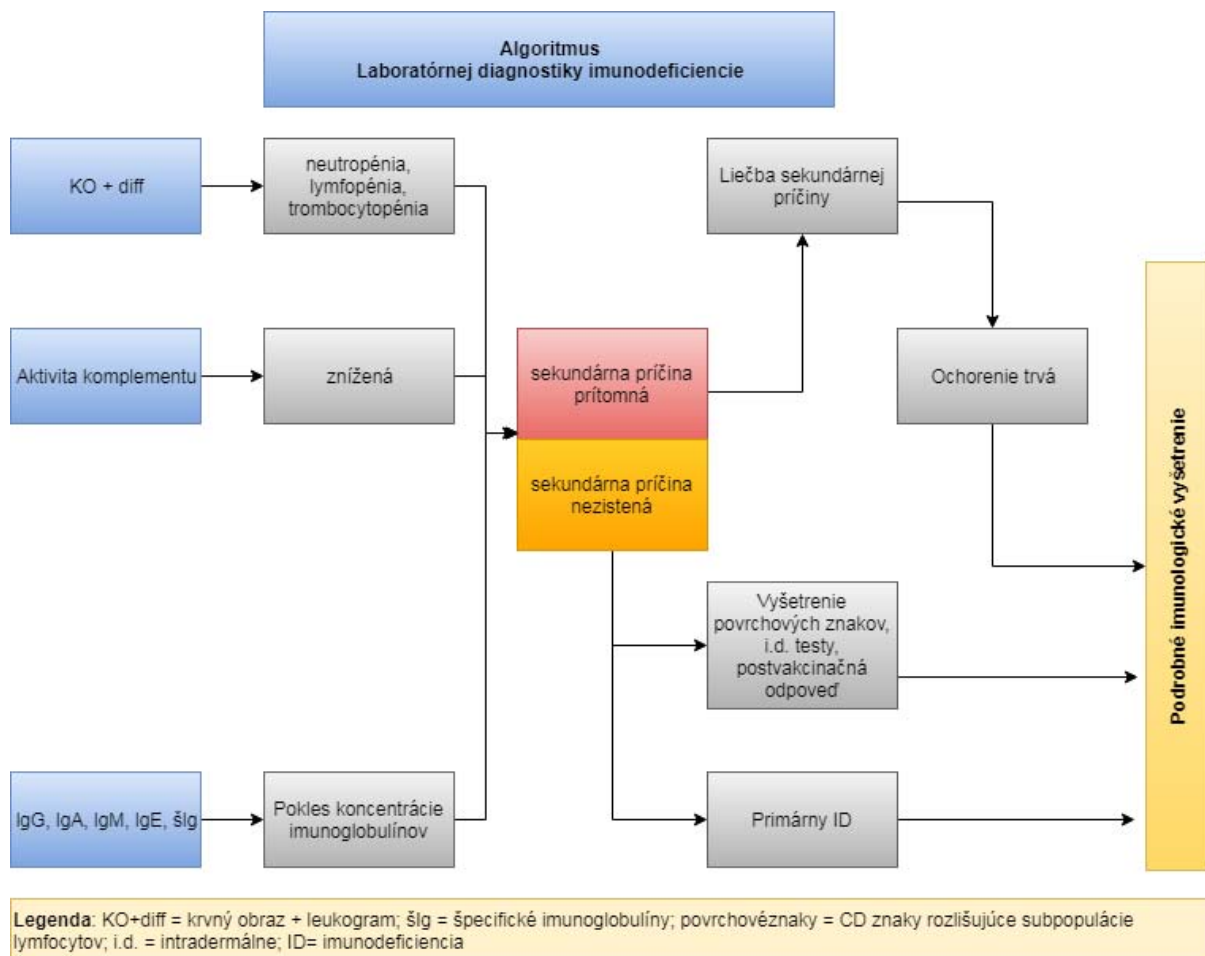 Algoritmus
Laboratórnej diagnostiky imunodeficiencie
KO + diff
neutropénia,
lymfopénia,
trombocytopénia
Liečba sekundárnej
príčiny
Aktivita komplementu
znížená
sekundárna príčina
prítomná
Ochorenie trvá
sekundárna príčina
nezistená
Vyšetrenie
povrchových znakov,
i.d. testy,
postvakcinačná
odpoveď
Podrobné imunologické vyšetrenie
IgG, IgA, IgM, IgE, šIg
Pokles koncentrácie
imunoglobulínov
Primárny ID
Legenda: KO+diff = krvný obraz + leukogram; šIg = špecifické imunoglobulíny; povrchovéznaky = CD znaky rozlišujúce subpopulácie
lymfocytov; i.d. = intradermálne; ID= imunodeficiencia